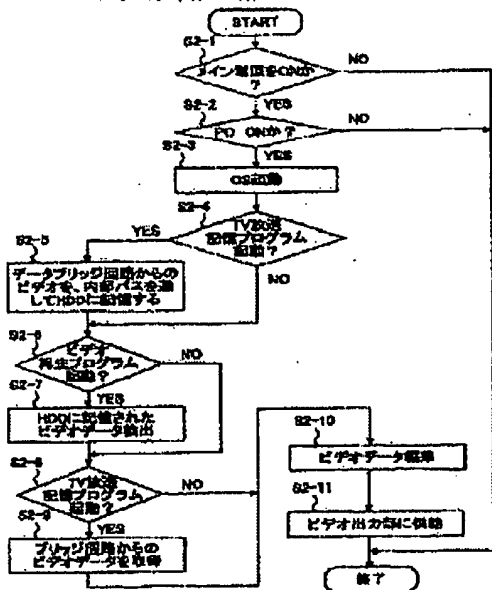 START
S2-1
メイン電源をONか
?
NO
YES
S2-2
PC ONか?
NO
YES
S2-3
OS起動
S2-4
TV放送
記憶プログラム
起動?
YES
NO
S2-5
データブリッジ回路からの
ビデオを、内部バスを通
してHDDに記憶する
S2-6
ビデオ
再生プログラム
起動?
NO
YES
S2-7
HDDに記憶された
ビデオデータ抽出
S2-8
TV放送
記憶プログラム
起動?
NO
YES
S2-9
ブリッジ回路からの
ビデオデータを取得
S2-10
ビデオデータ
S2-11
ビデオ出力部に供給
終了